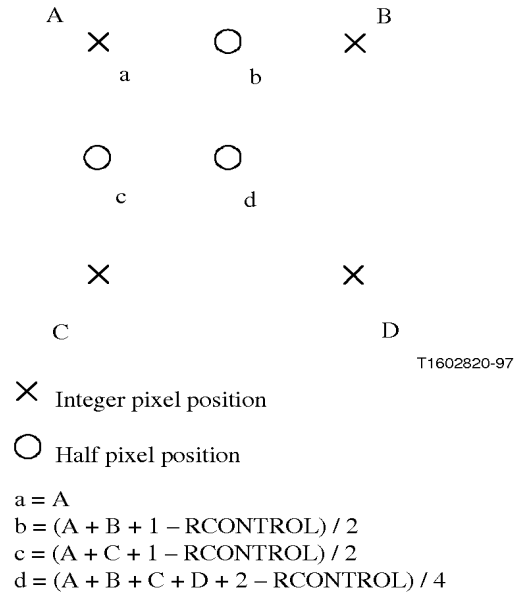 A B
a b
c d
C D
T1602820-97
Integer pixel position
Half pixel position
a = A
b = (A + B + 1 – RCONTROL) / 2
c = (A + C + 1 – RCONTROL) / 2
d = (A + B + C + D + 2 – RCONTROL) / 4